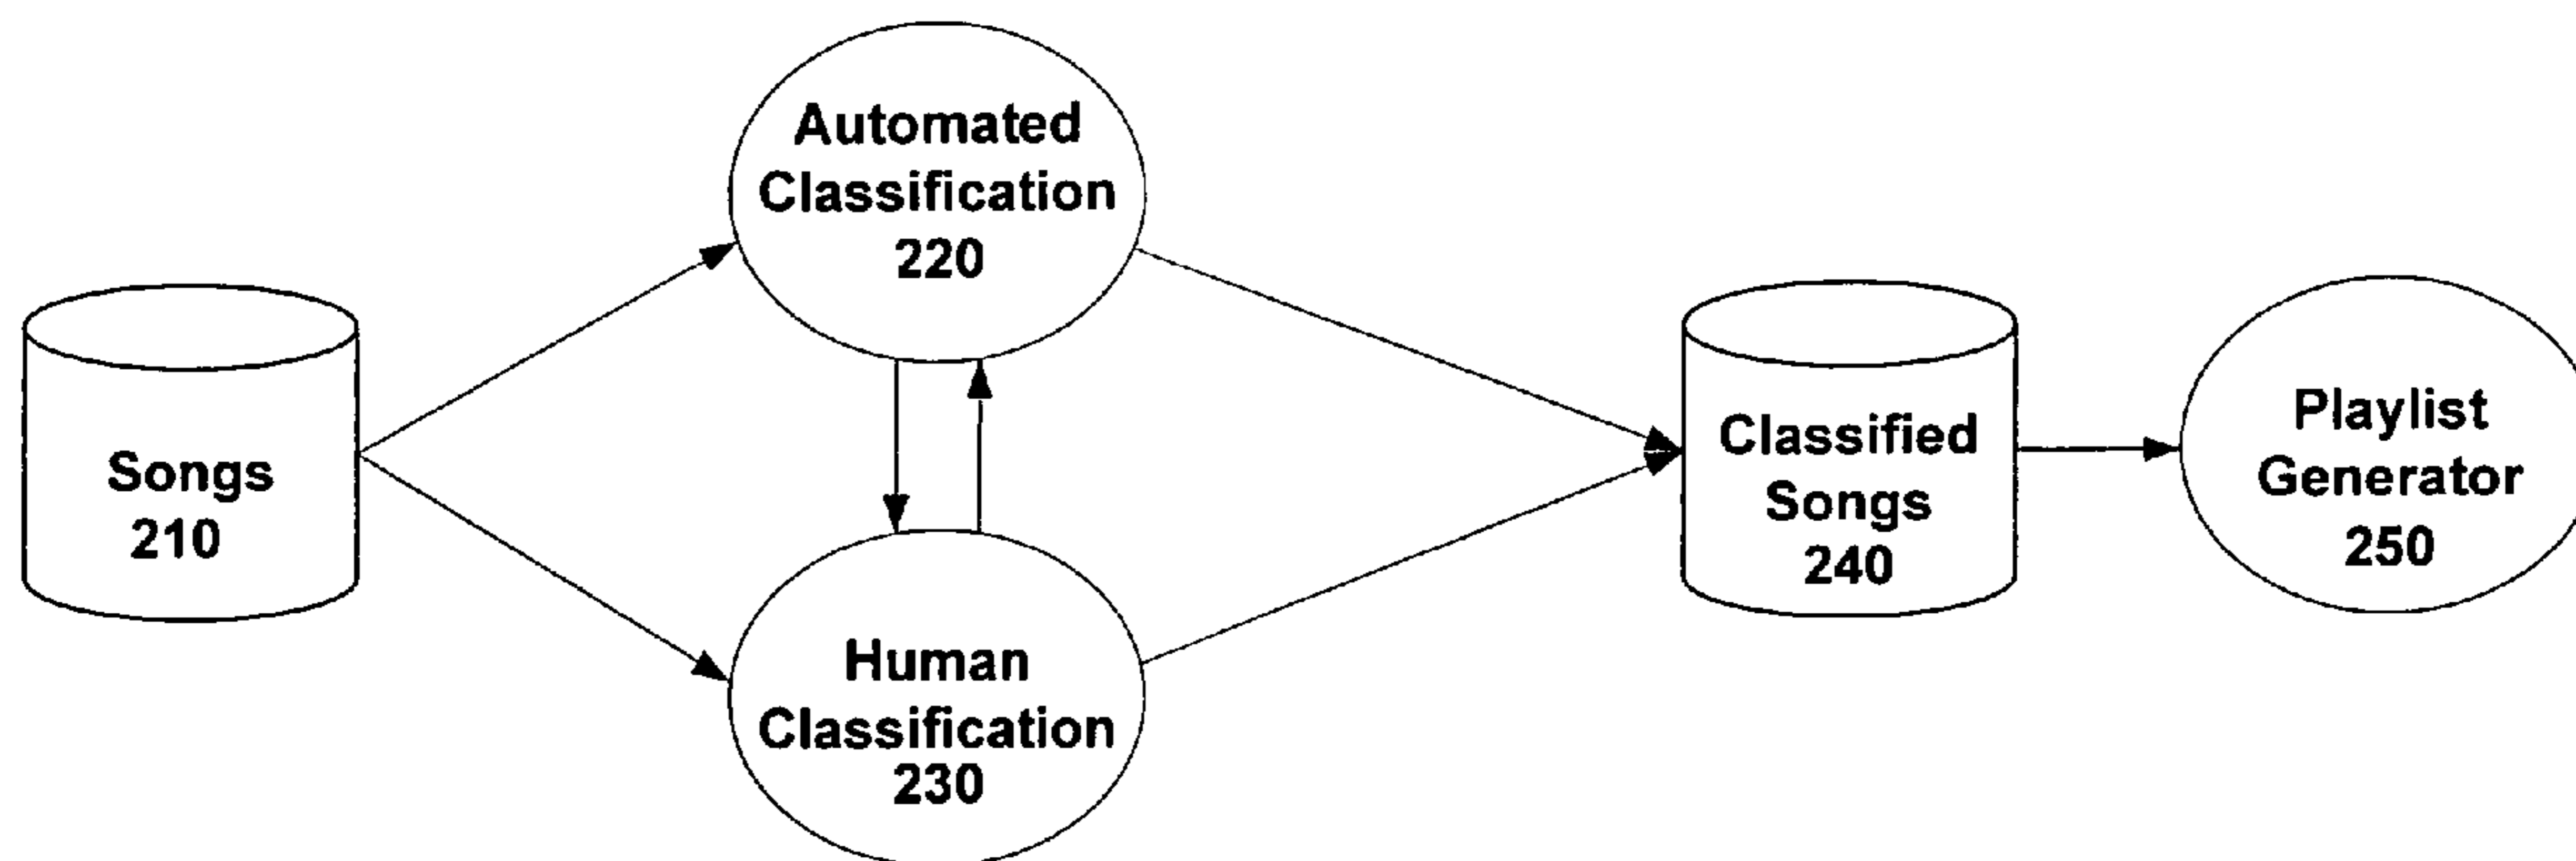 Songs
210
Automated
Classification
220
Human
Classification
230
Classified
Songs
240
Playlist
Generator
250